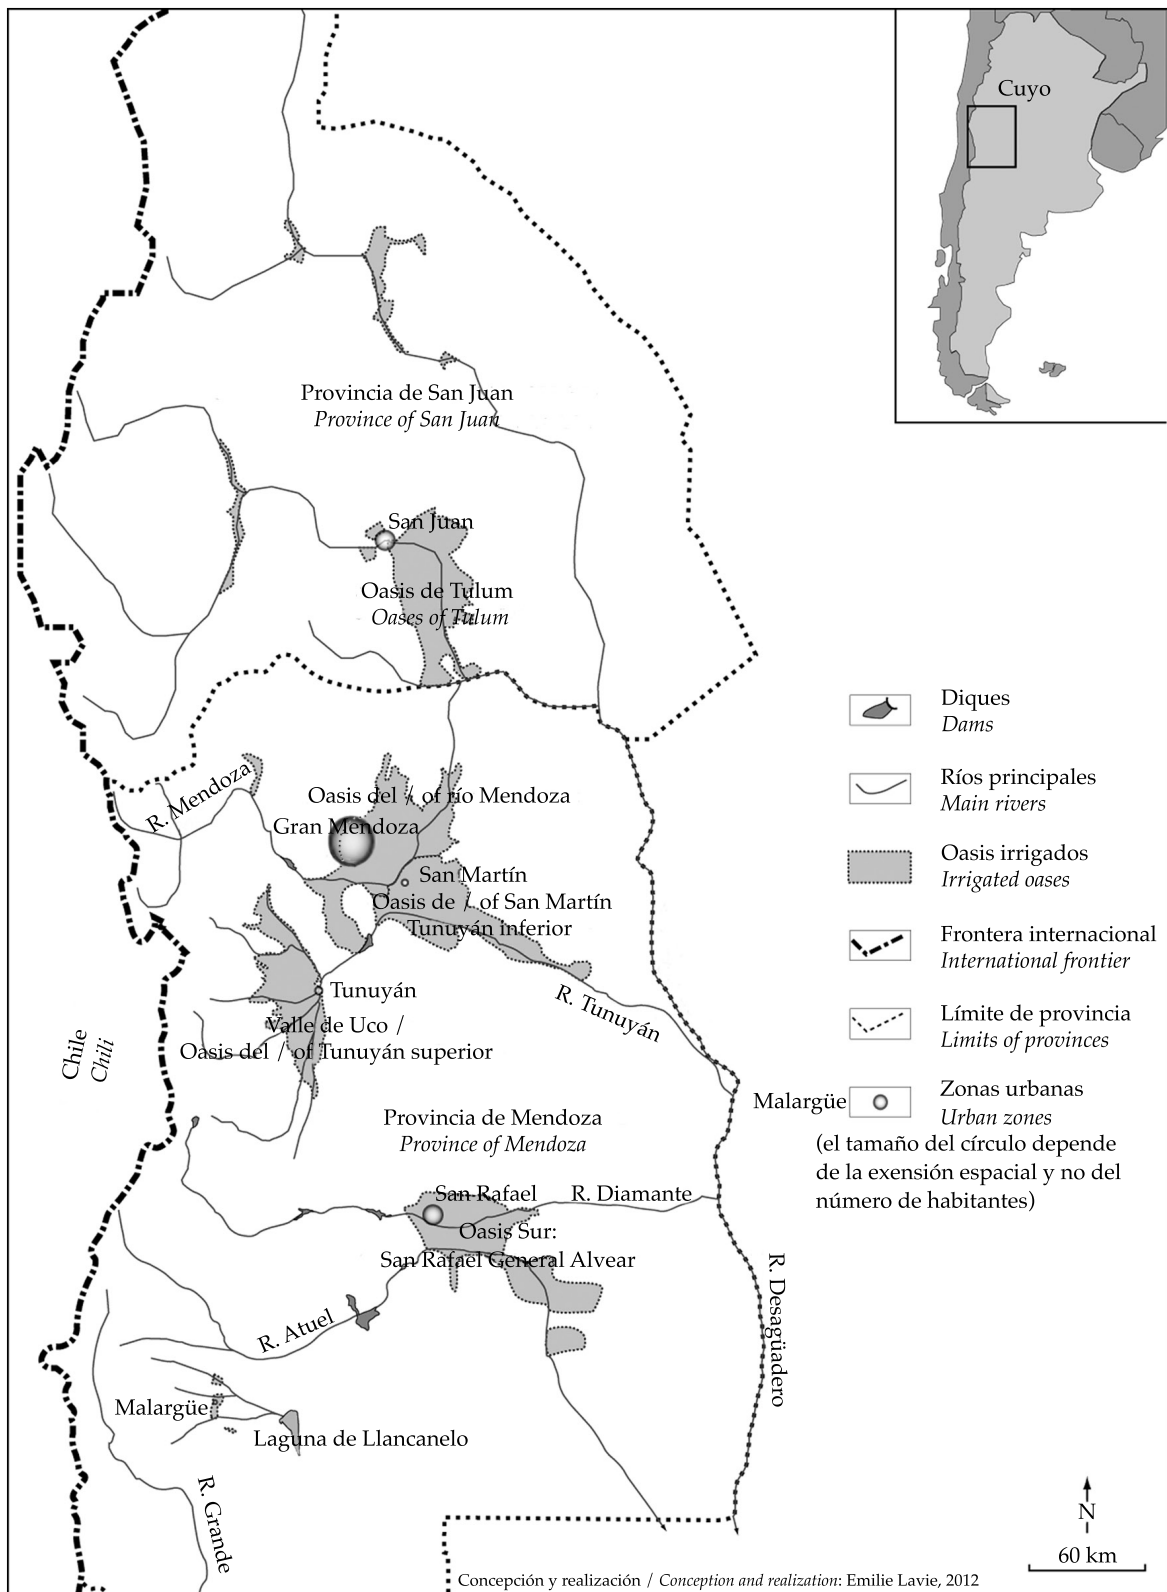 Cuyo
Provincia de San Juan
Province of San Juan
San Juan
Oasis de Tulum
Oases of Tulum
R. Mendoza
Oasis del / of río Mendoza
Gran Mendoza
San Martín
Oasis de / of San Martín
Tunuyán inferior
Tunuyán
R. Tunuyán
Valle de Uco /
Oasis del / of Tunuyán superior
Chile
Chili
Provincia de Mendoza
Province of Mendoza
San Rafael
R. Diamante
Oasis Sur:
San Rafael General Alvear
R. Atuel
R. Desagüadero
Malargüe
Laguna de Llancanelo
R. Grande
Diques
Dams
Ríos principales
Main rivers
Oasis irrigados
Irrigated oases
Frontera internacional
International frontier
Límite de provincia
Limits of provinces
Malargüe
Zonas urbanas
Urban zones
(el tamaño del círculo depende
de la exensión espacial y no del
número de habitantes)
N
60 km
Concepción y realización / Conception and realization: Emilie Lavie, 2012